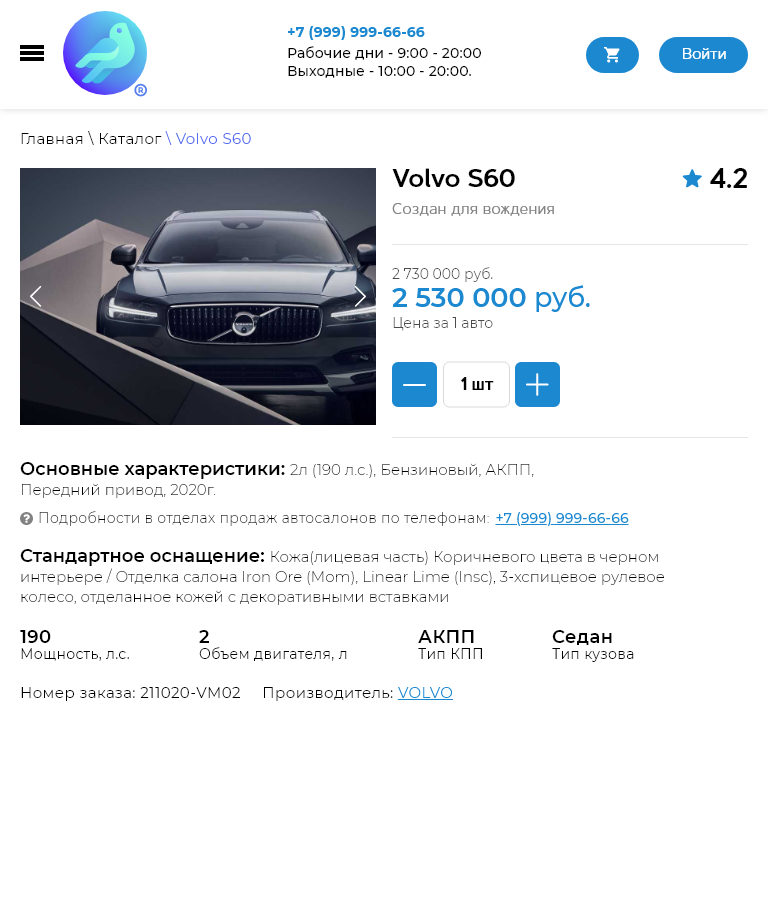 +7 (999) 999-66-66
Рабочие дни - 9:00 - 20:00
Выходные - 10:00 - 20:00.
Войти
®
Главная \ Каталог \ Volvo S60
Volvo S60
4.2
Создан для вождения
2 730 000 руб.
2 530 000 руб.
Цена за 1 авто
1 шт
Основные характеристики: 2л (190 л.с.), Бензиновый, АКПП,
Передний привод, 2020г.
? Подробности в отделах продаж автосалонов по телефонам: +7 (999) 999-66-66
Стандартное оснащение: Кожа(лицевая часть) Коричневого цвета в черном
интерьере / Отделка салона Iron Ore (Mom), Linear Lime (Insc), 3-хспицевое рулевое
колесо, отделанное кожей с декоративными вставками
190 2 АКПП Седан
Мощность, л.с. Объем двигателя, л Тип КПП Тип кузова
Номер заказа: 211020-VM02 Производитель: VOLVO